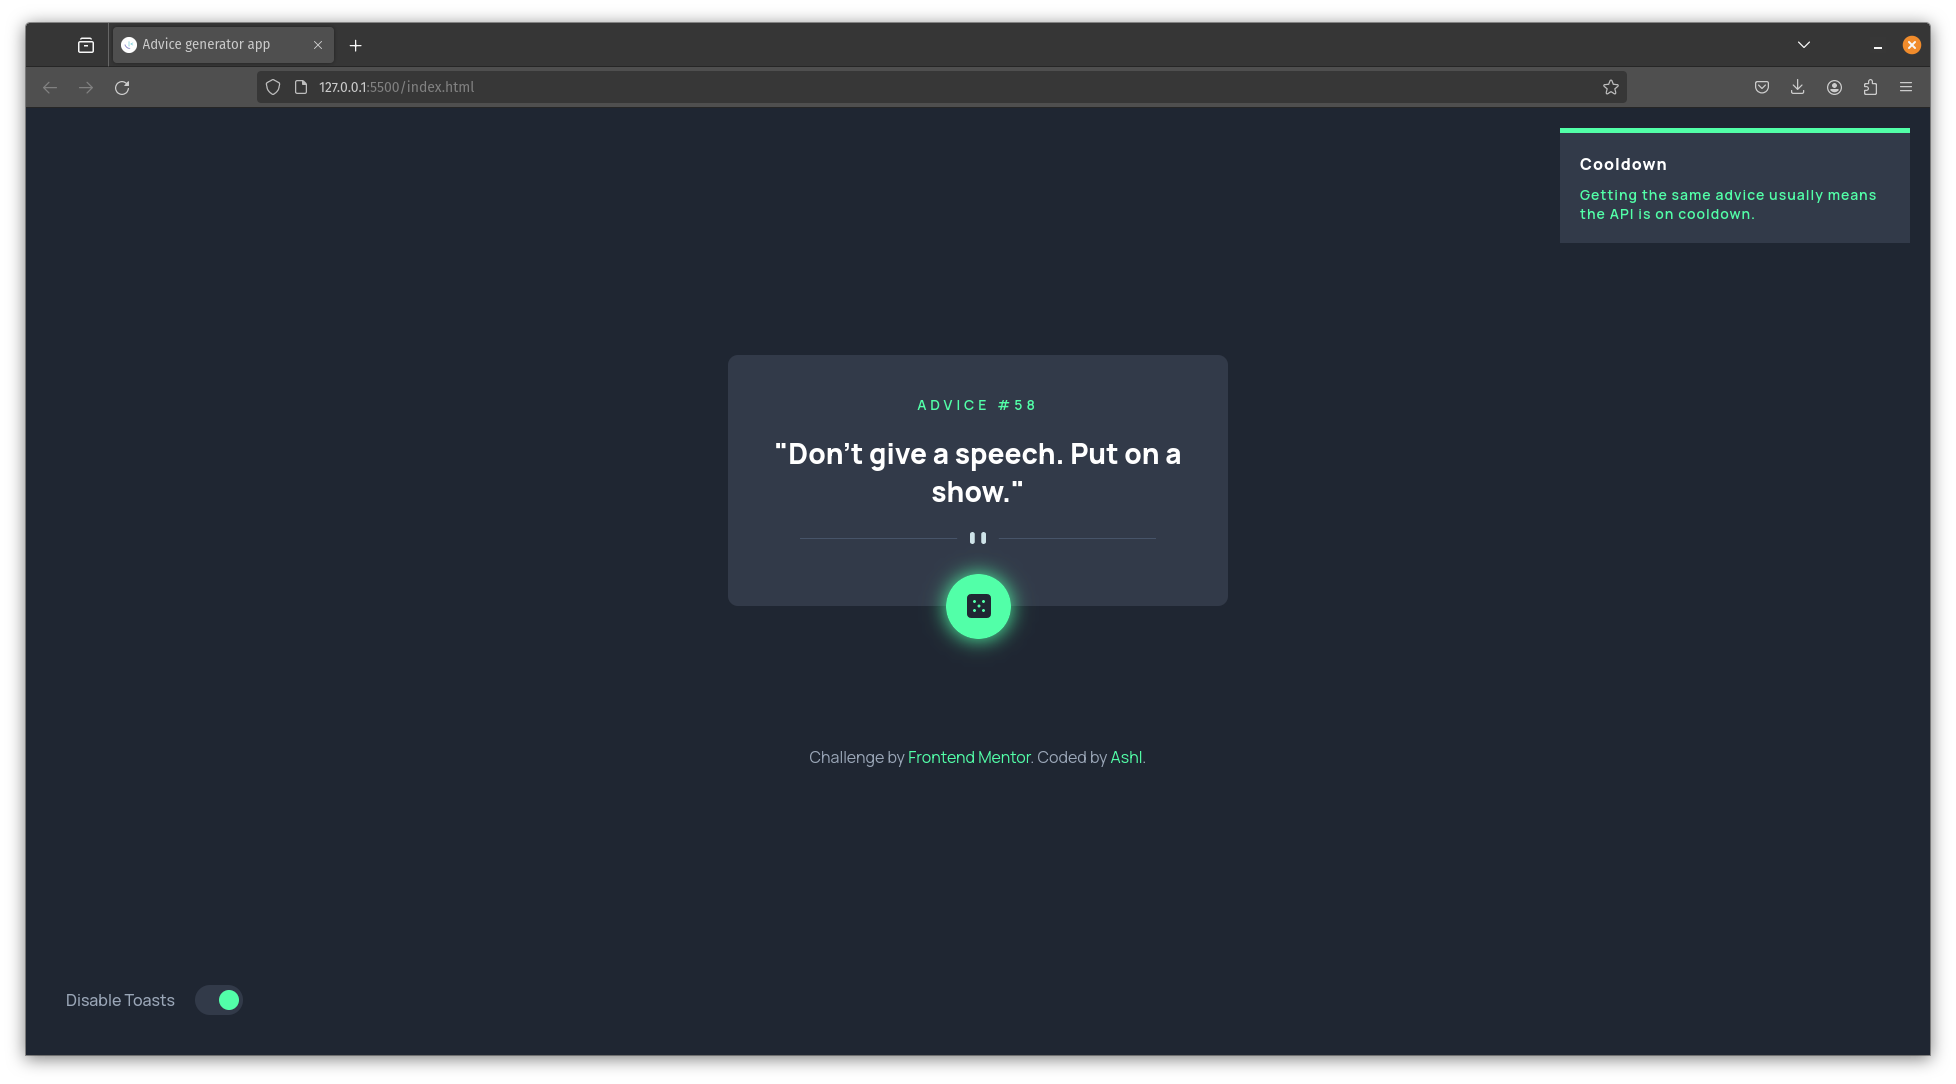 Advice generator app
127.0.0.1:5500/index.html
Cooldown
Getting the same advice usually means
the API is on cooldown.
ADVICE #58
"Don't give a speech. Put on a
show."
Challenge by Frontend Mentor. Coded by Ashl.
Disable Toasts